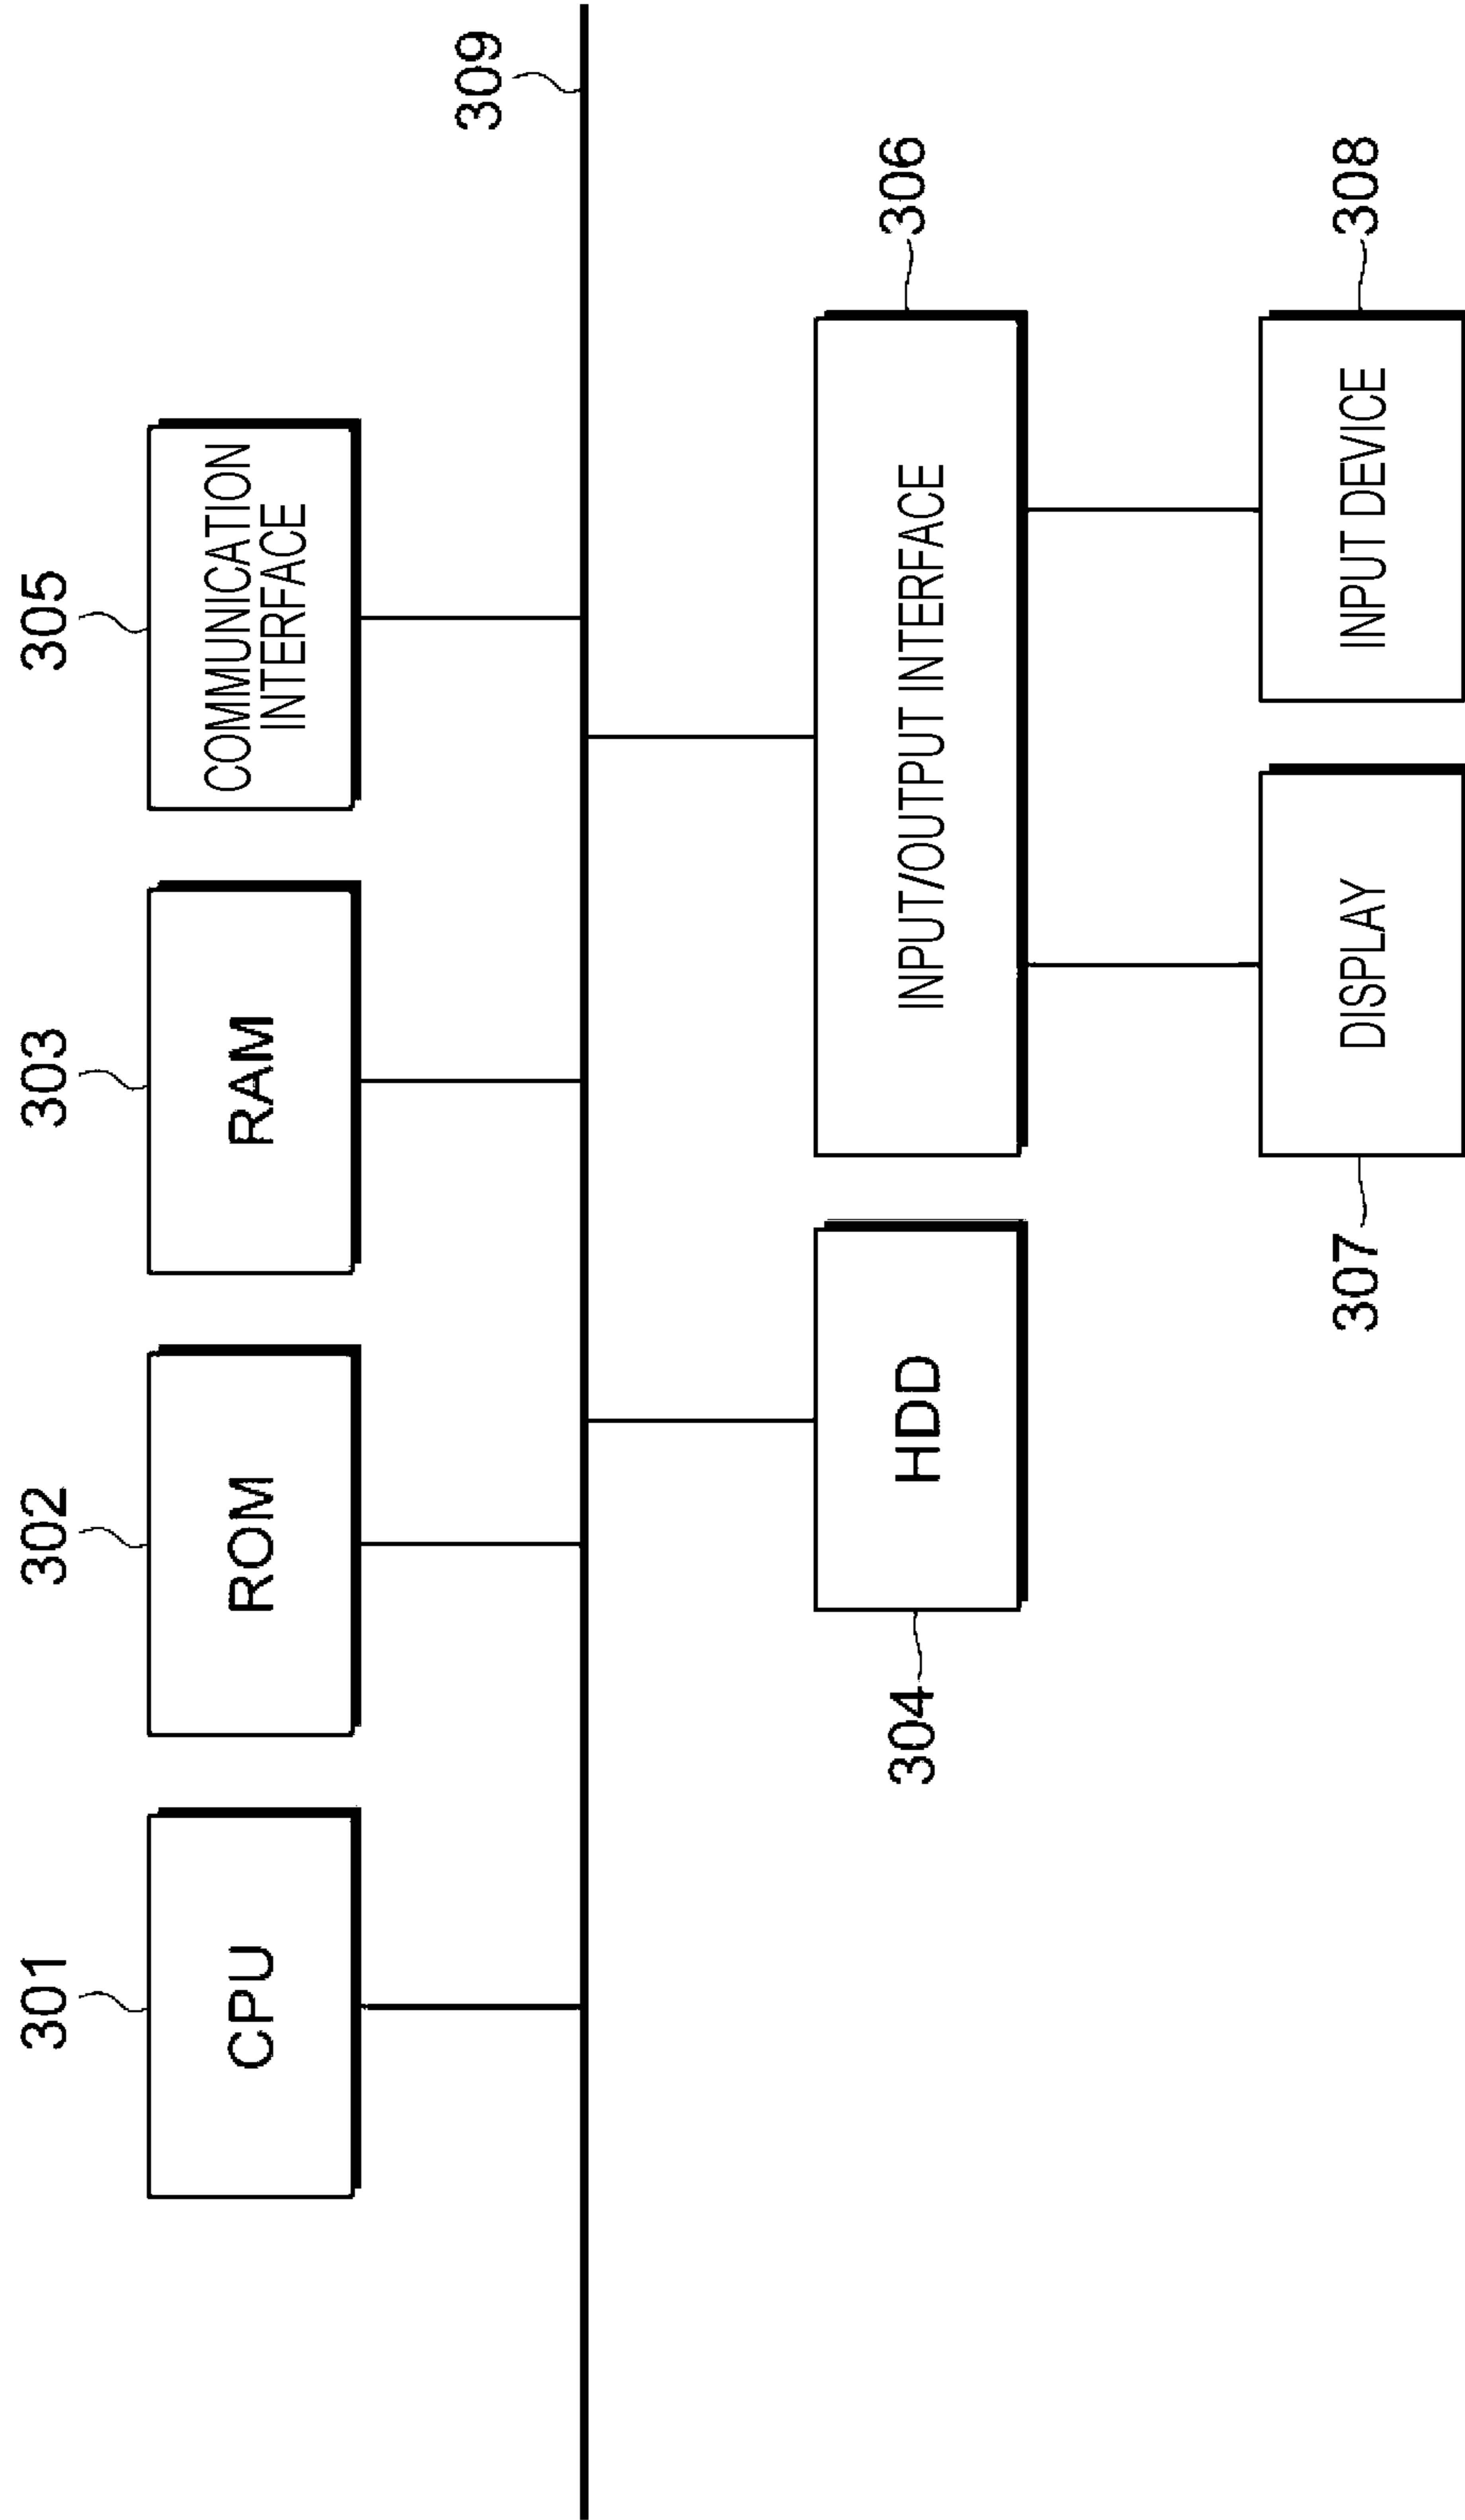 301
302
303
305
CPU
ROM
RAM
COMMUNICATION
INTERFACE
309
304
HDD
INPUT/OUTPUT INTERFACE
306
307
DISPLAY
INPUT DEVICE
308